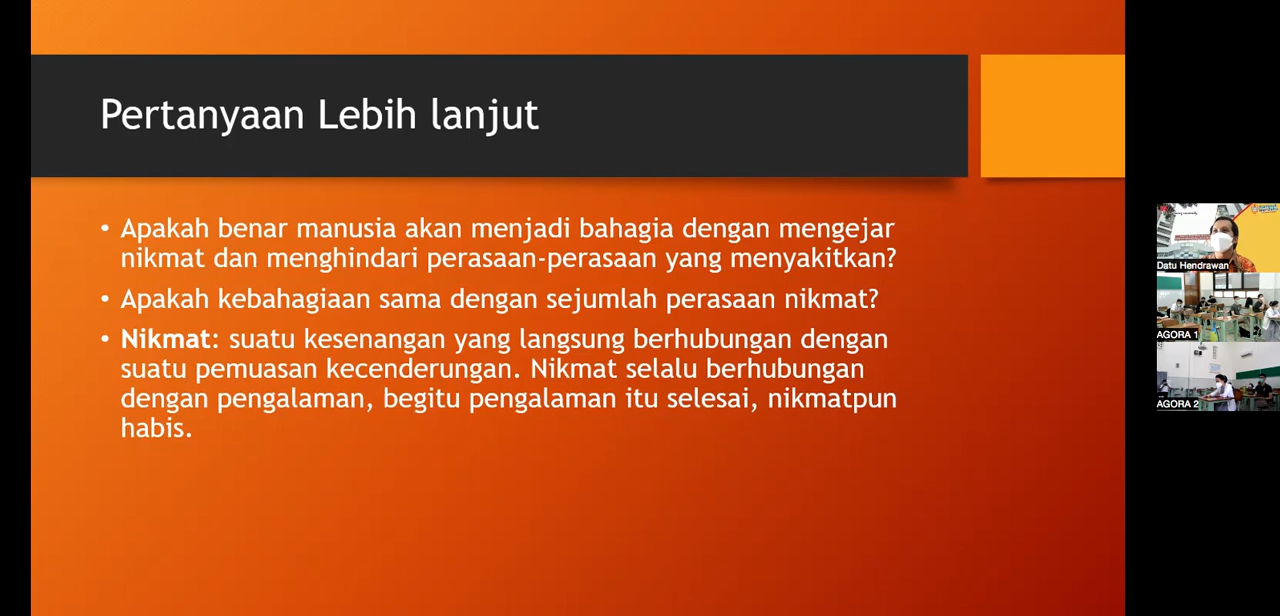 Pertanyaan Lebih lanjut
• Apakah benar manusia akan menjadi bahagia dengan mengejar
nikmat dan menghindari perasaan-perasaan yang menyakitkan?
• Apakah kebahagiaan sama dengan sejumlah perasaan nikmat?
• Nikmat: suatu kesenangan yang langsung berhubungan dengan
suatu pemuasan kecenderungan. Nikmat selalu berhubungan
dengan pengalaman, begitu pengalaman itu selesai, nikmatpun
habis.
Datu Hendrawan
AGORA 1
AGORA 2